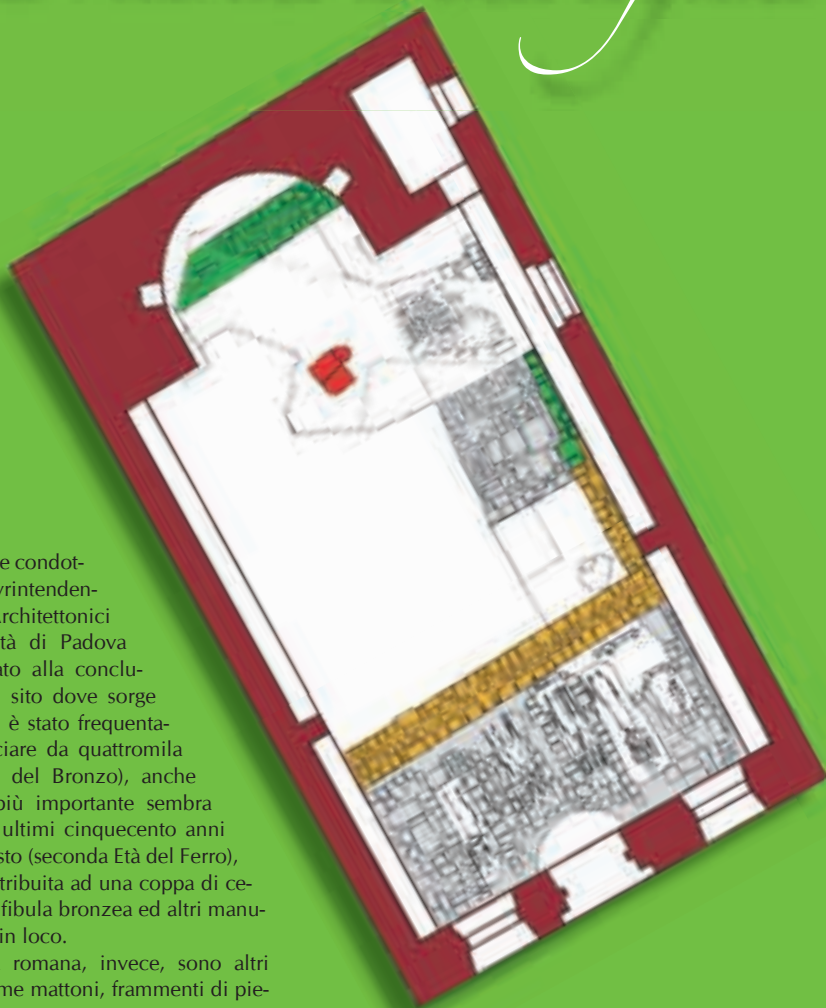 e condot-
vrintenden-
Architettonici
tà di Padova
ato alla conclu-
sito dove sorge
è stato frequenta-
ciare da quattromila
del Bronzo), anche
più importante sembra
ultimi cinquecento anni
sto (seconda Età del Ferro),
tribuita ad una coppa di ce-
fibula bronzea ed altri manu-
in loco.
romana, invece, sono altri
me mattoni, frammenti di pie-